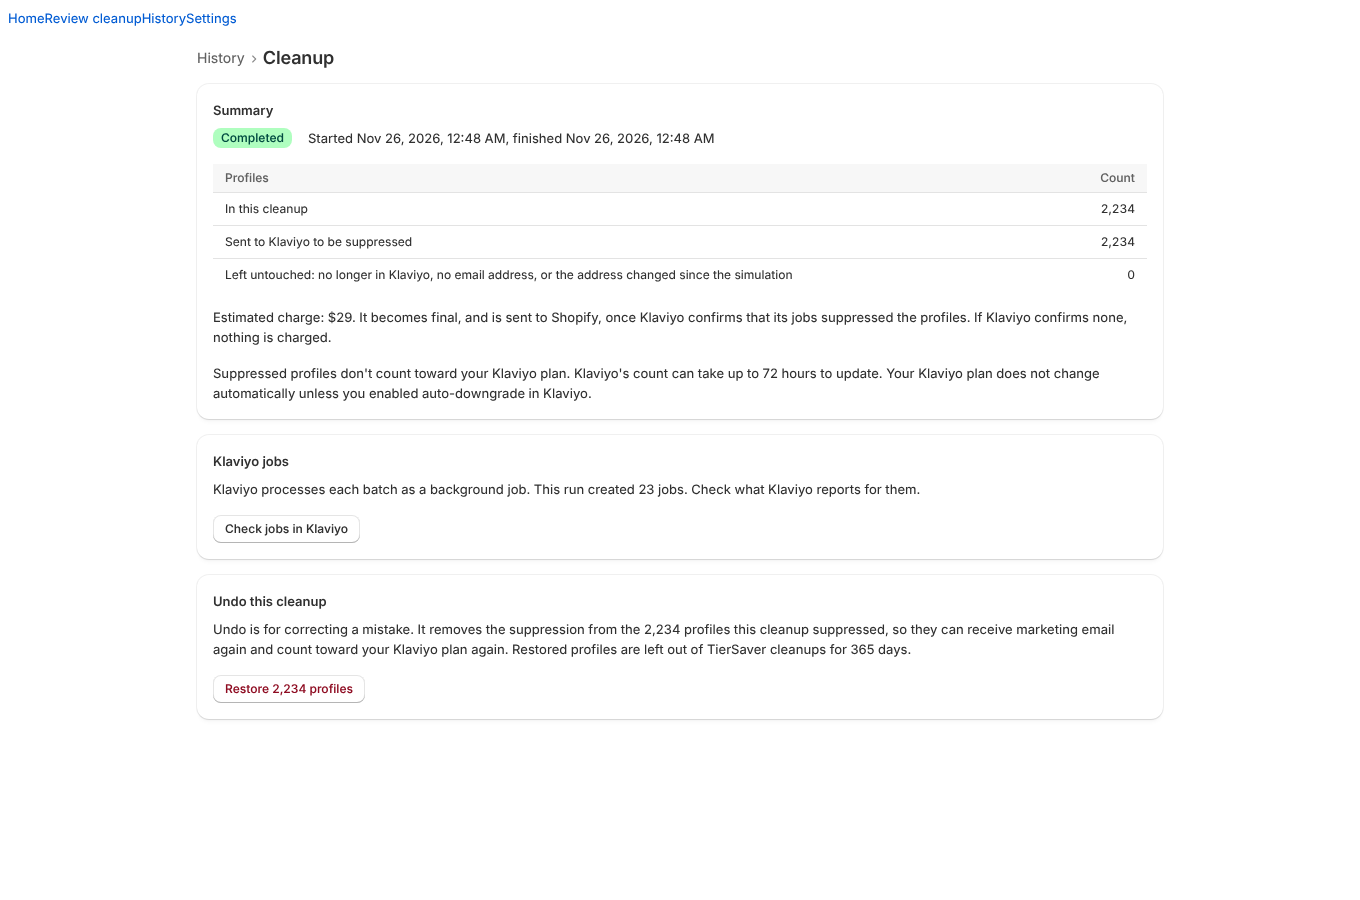 HomeReview cleanupHistorySettings
History › Cleanup
Summary
Completed Started Nov 26, 2026, 12:48 AM, finished Nov 26, 2026, 12:48 AM
Profiles Count
In this cleanup 2,234
Sent to Klaviyo to be suppressed 2,234
Left untouched: no longer in Klaviyo, no email address, or the address changed since the simulation 0
Estimated charge: $29. It becomes final, and is sent to Shopify, once Klaviyo confirms that its jobs suppressed the profiles. If Klaviyo confirms none,
nothing is charged.
Suppressed profiles don't count toward your Klaviyo plan. Klaviyo's count can take up to 72 hours to update. Your Klaviyo plan does not change
automatically unless you enabled auto-downgrade in Klaviyo.
Klaviyo jobs
Klaviyo processes each batch as a background job. This run created 23 jobs. Check what Klaviyo reports for them.
Check jobs in Klaviyo
Undo this cleanup
Undo is for correcting a mistake. It removes the suppression from the 2,234 profiles this cleanup suppressed, so they can receive marketing email
again and count toward your Klaviyo plan again. Restored profiles are left out of TierSaver cleanups for 365 days.
Restore 2,234 profiles